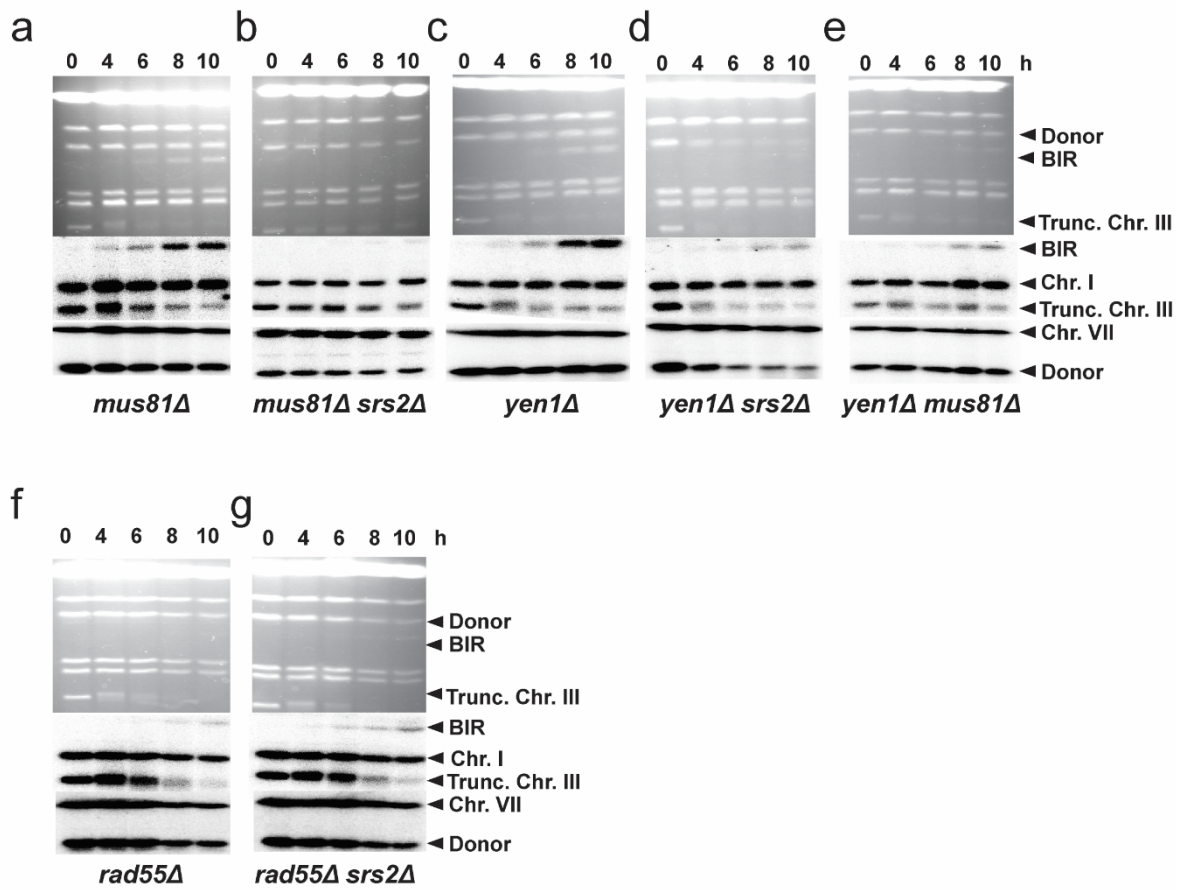 a b c d e
0 4 6 8 10 0 4 6 8 10 0 4 6 8 10 0 4 6 8 10 0 4 6 8 10 h
Donor
BIR
Trunc. Chr. III
BIR
Chr. I
Trunc. Chr. III
Chr. VII
Donor
mus81Δ mus81Δ srs2Δ yen1Δ yen1Δ srs2Δ yen1Δ mus81Δ
f g
0 4 6 8 10 0 4 6 8 10 h
Donor
BIR
Trunc. Chr. III
BIR
Chr. I
Trunc. Chr. III
Chr. VII
Donor
rad55Δ rad55Δ srs2Δ